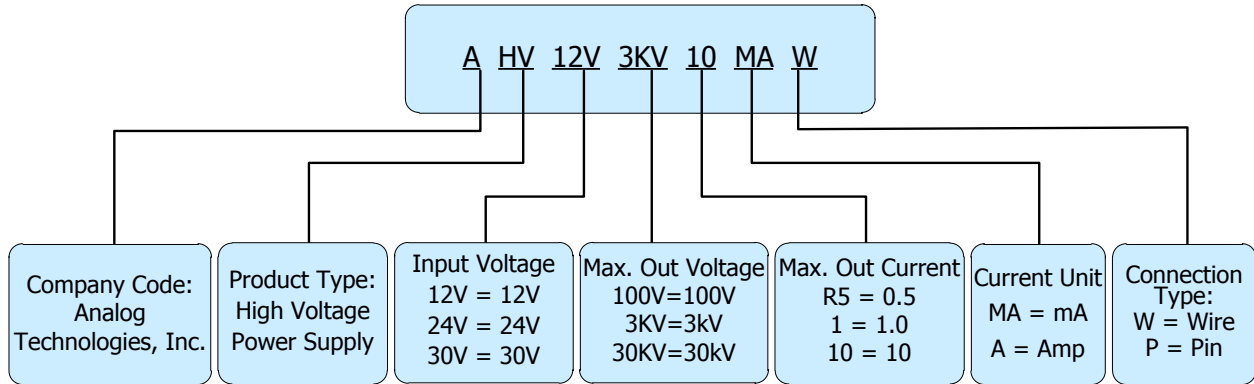 A HV 12V 3KV 10 MA W
Company Code:
Analog
Technologies, Inc.
Product Type:
High Voltage
Power Supply
Input Voltage
12V = 12V
24V = 24V
30V = 30V
Max. Out Voltage
100V=100V
3KV=3kV
30KV=30kV
Max. Out Current
R5 = 0.5
1 = 1.0
10 = 10
Current Unit
MA = mA
A = Amp
Connection
Type:
W = Wire
P = Pin